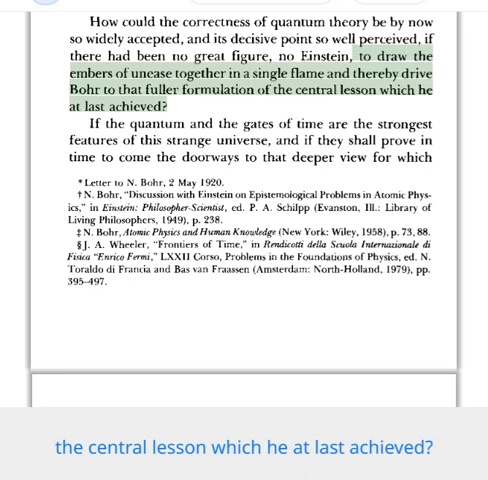 How could the correctness of quantum theory be by now
so widely accepted, and its decisive point so well perceived, if
there had been no great figure, no Einstein, to draw the
embers of unease together in a single flame and thereby drive
Bohr to that fuller formulation of the central lesson which he
at last achieved?
If the quantum and the gates of time are the strongest
features of this strange universe, and if they shall prove in
time to come the doorways to that deeper view for which
* Letter to N. Bohr, 2 May 1920.
† N. Bohr, "Discussion with Einstein on Epistemological Problems in Atomic Phys-
ics," in Einstein: Philosopher-Scientist, ed. P. A. Schilpp (Evanston, Ill.: Library of
Living Philosophers, 1949), p. 238.
‡ N. Bohr, Atomic Physics and Human Knowledge (New York: Wiley, 1958), p. 73, 88.
§ J. A. Wheeler, "Frontiers of Time," in Rendicotti della Scuola Internazionale di
Fisica "Enrico Fermi," LXXII Corso, Problems in the Foundations of Physics, ed. N.
Toraldo di Francia and Bas van Fraassen (Amsterdam: North-Holland, 1979), pp.
395–497.
the central lesson which he at last achieved?